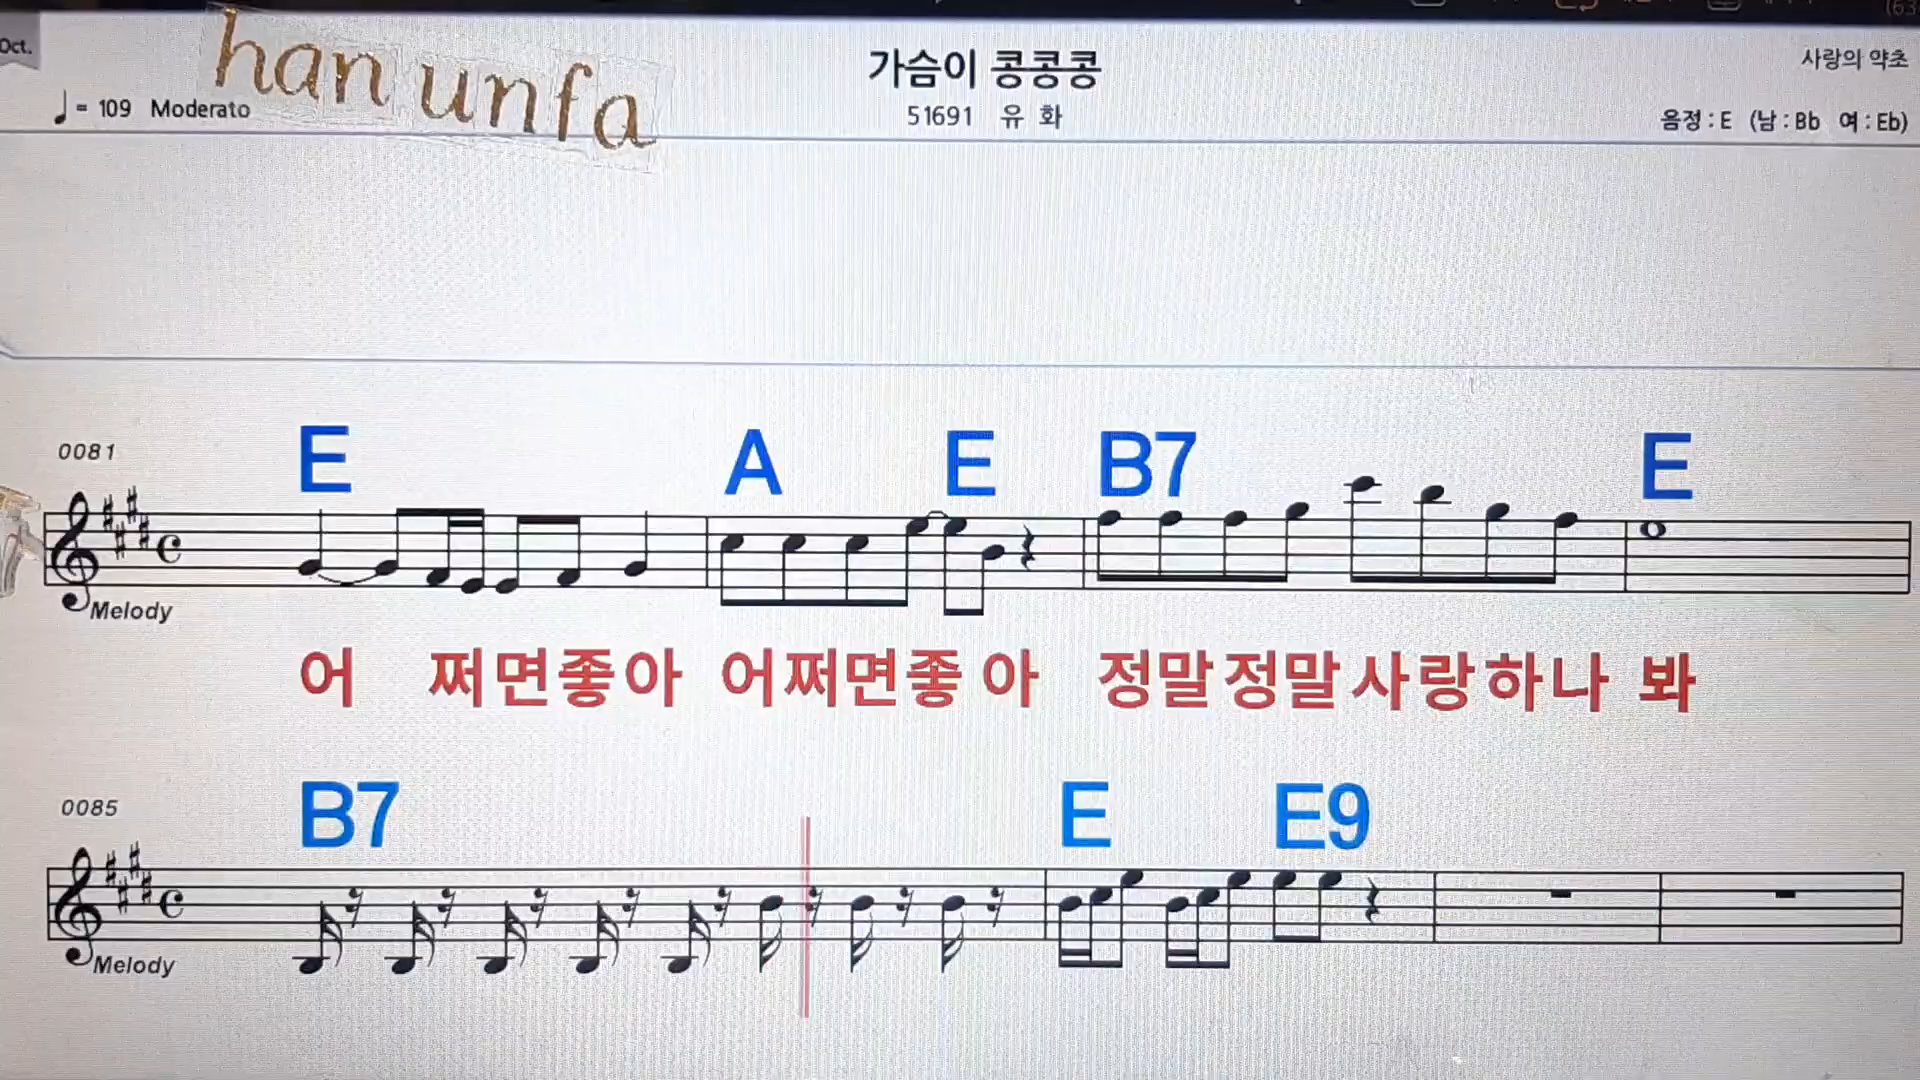 Oct.
han unfa
가슴이 콩콩콩
사랑의 약초
♩= 109 Moderato
51691 유 화
음정 : E (남 : Bb 여 : Eb)
0081
E A E B7 E
Melody
어 쩌면좋아 어쩌면좋 아 정말정말사랑하나 봐
0085
B7 E E9
Melody